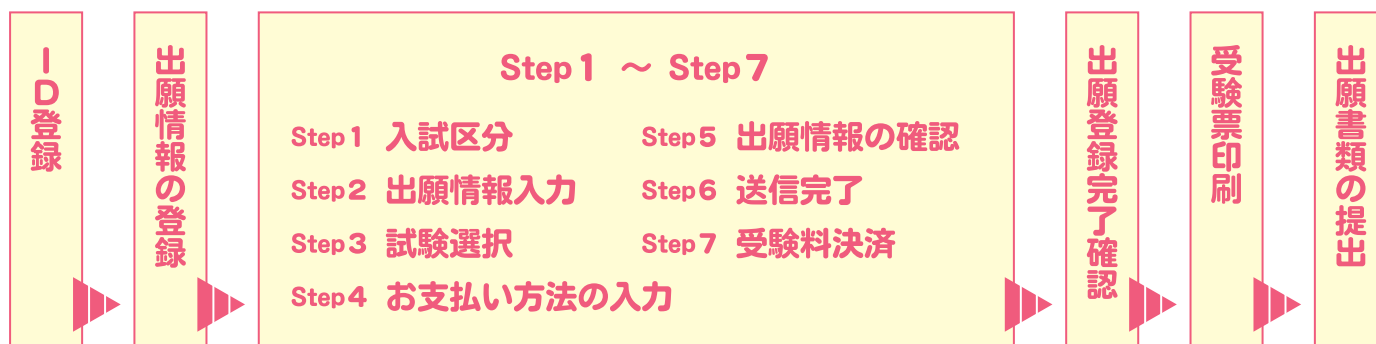 ID登録
出願情報の登録
Step1 ～ Step7
Step1 入試区分
Step2 出願情報入力
Step3 試験選択
Step4 お支払い方法の入力
Step5 出願情報の確認
Step6 送信完了
Step7 受験料決済
出願登録完了確認
受験票印刷
出願書類の提出